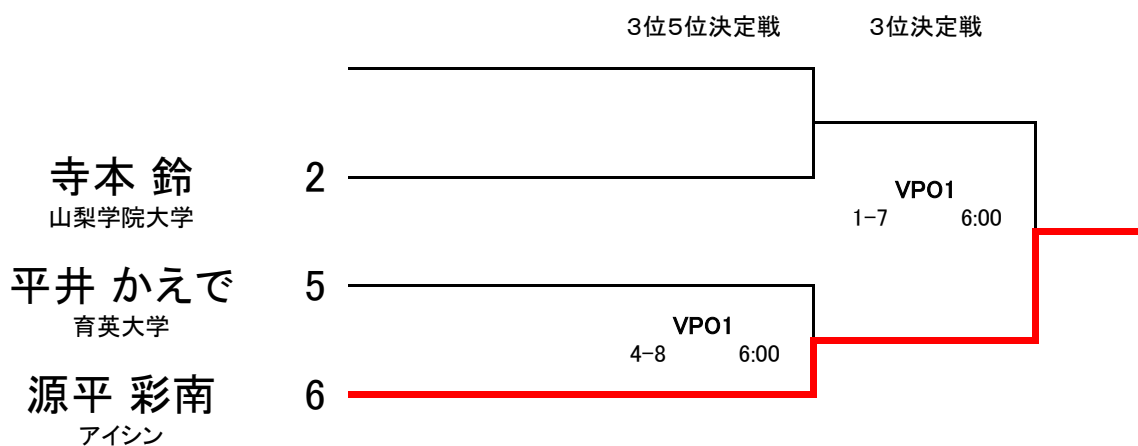 3位5位決定戦 3位決定戦
寺本 鈴 2
山梨学院大学
VPO1
1-7 6:00
平井 かえで 5
育英大学
VPO1
4-8 6:00
源平 彩南 6
アイシン